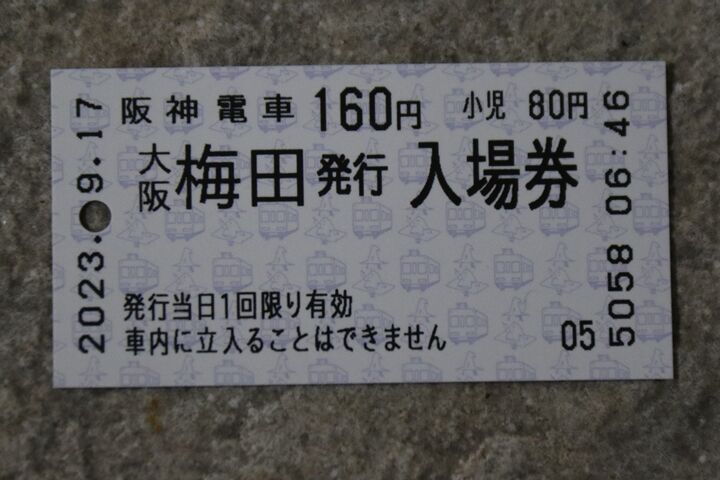 2023.09.17
阪神電車 160円 小児 80円
大阪梅田発行 入場券
発行当日1回限り有効
車内に立入ることはできません
05
5058 06:46